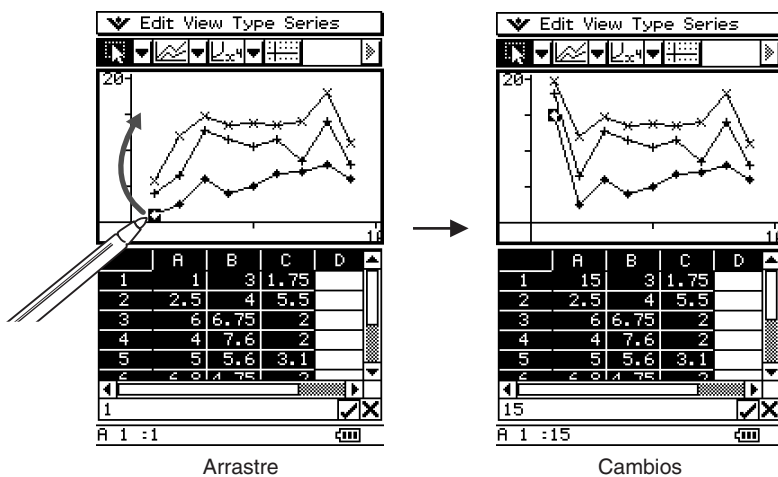 Edit View Type Series
20
10
A B C D
1 1 3 1.75
2 2.5 4 5.5
3 6 6.75 2
4 4 7.6 2
5 5 5.6 3.1
1
A 1 :1
Arrastre
Edit View Type Series
20
10
A B C D
1 15 3 1.75
2 2.5 4 5.5
3 6 6.75 2
4 4 7.6 2
5 5 5.6 3.1
15
A 1 :15
Cambios